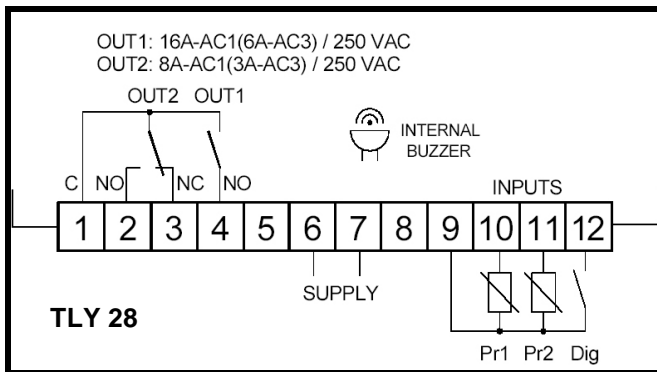 OUT1: 16A-AC1(6A-AC3) / 250 VAC
OUT2: 8A-AC1(3A-AC3) / 250 VAC
OUT2 OUT1
INTERNAL
BUZZER
C NO NC NO
INPUTS
1 2 3 4 5 6 7 8 9 10 11 12
SUPPLY
TLY 28
Pr1 Pr2 Dig